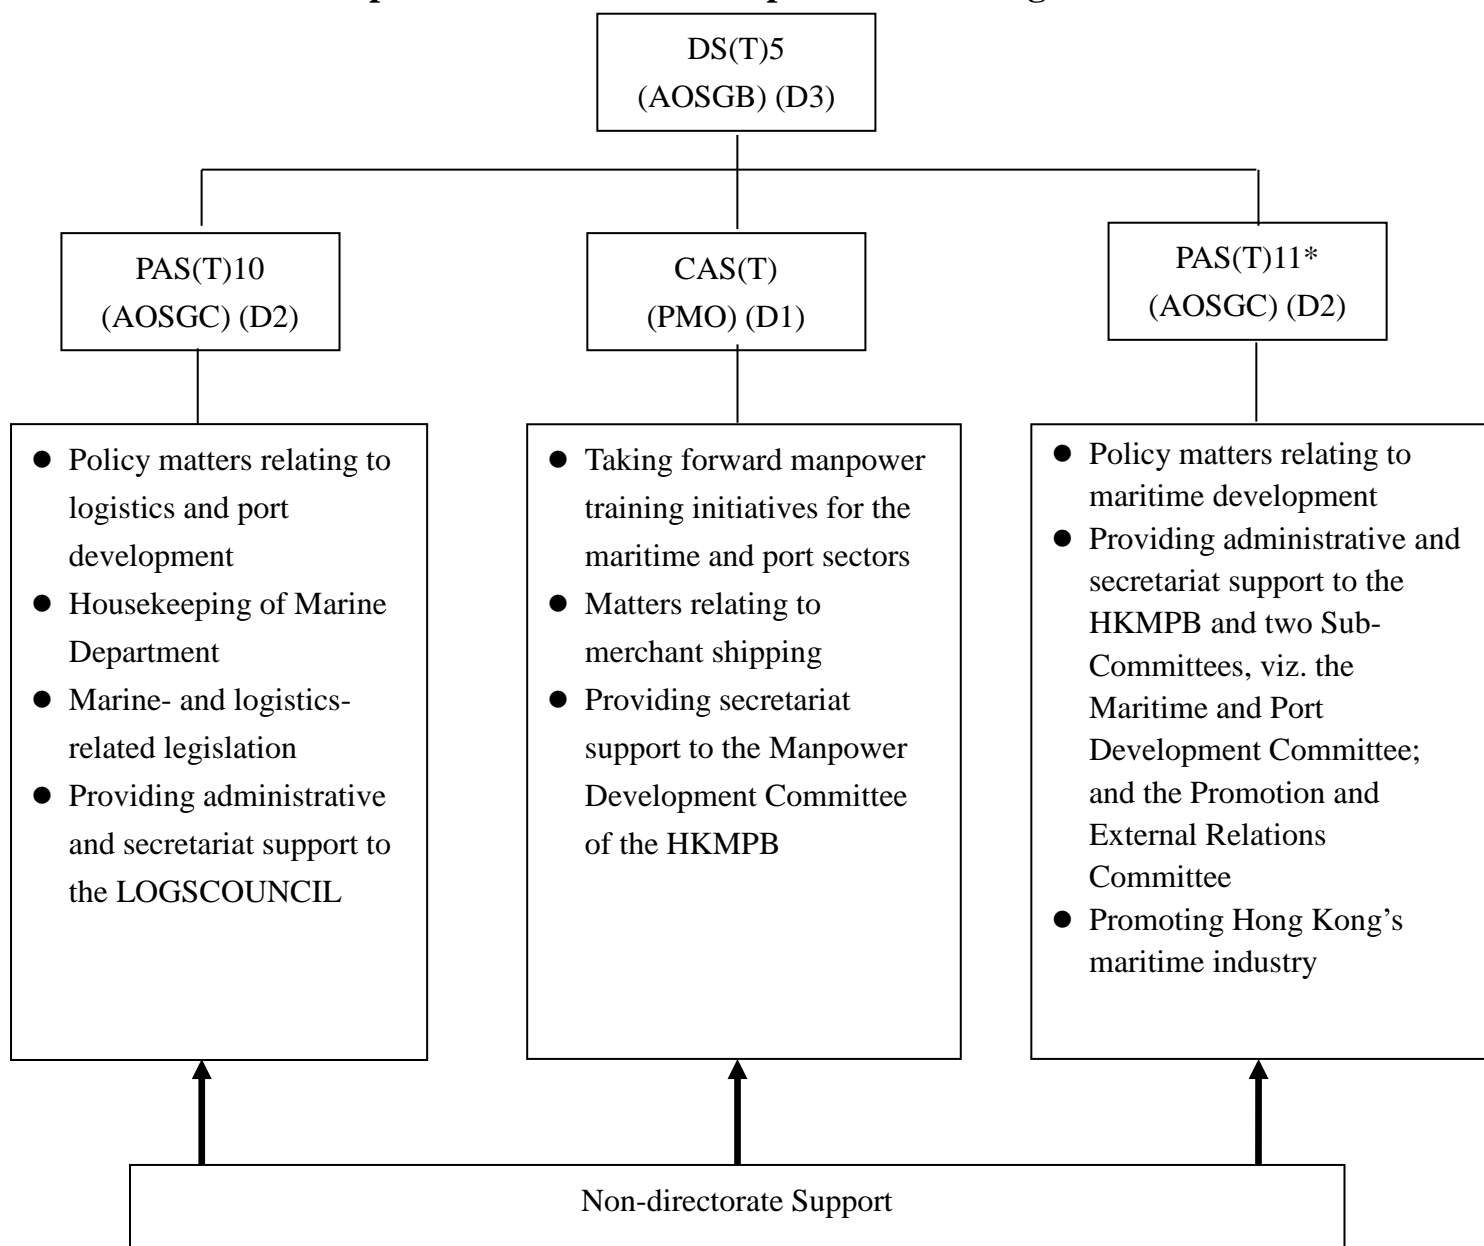 DS(T)5
(AOSGB) (D3)
PAS(T)10
(AOSGC) (D2)
CAS(T)
(PMO) (D1)
PAS(T)11*
(AOSGC) (D2)
● Policy matters relating to
logistics and port
development
● Housekeeping of Marine
Department
● Marine- and logistics-
related legislation
● Providing administrative
and secretariat support to
the LOGSCOUNCIL
● Taking forward manpower
training initiatives for the
maritime and port sectors
● Matters relating to
merchant shipping
● Providing secretariat
support to the Manpower
Development Committee
of the HKMPB
● Policy matters relating to
maritime development
● Providing administrative and
secretariat support to the
HKMPB and two Sub-
Committees, viz. the
Maritime and Port
Development Committee;
and the Promotion and
External Relations
Committee
● Promoting Hong Kong’s
maritime industry
Non-directorate Support